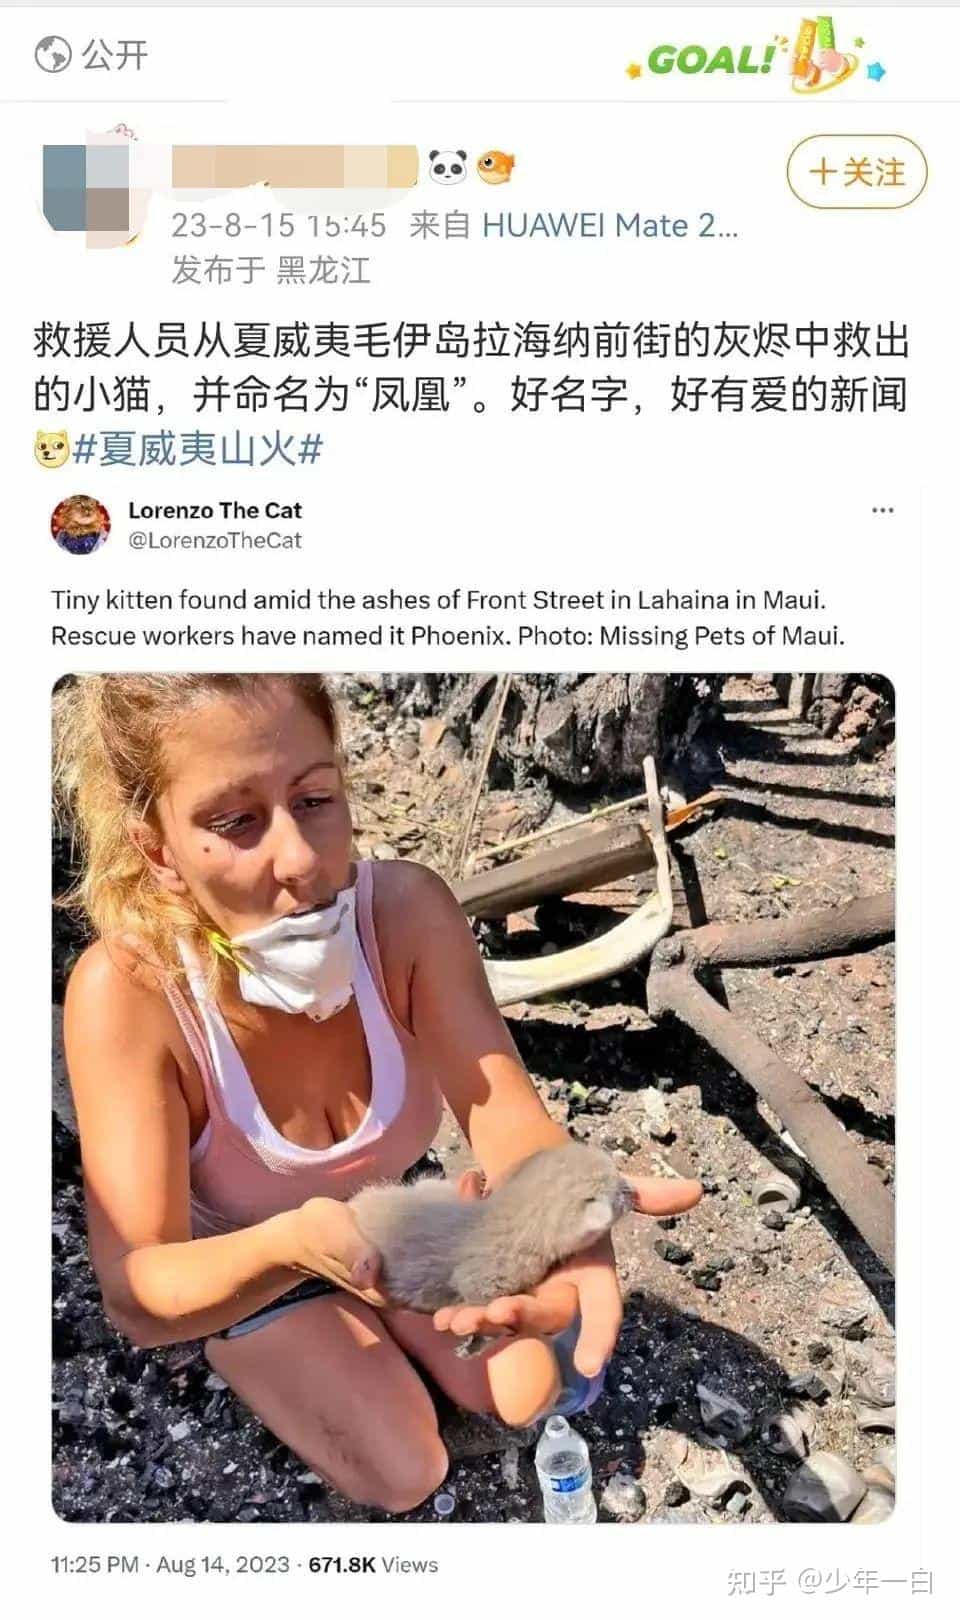 公开
GOAL!
+关注
23-8-15 15:45 来自 HUAWEI Mate 2...
发布于 黑龙江
救援人员从夏威夷毛伊岛拉海纳前街的灰烬中救出
的小猫，并命名为“凤凰”。好名字，好有爱的新闻
#夏威夷山火#
Lorenzo The Cat
@LorenzoTheCat
Tiny kitten found amid the ashes of Front Street in Lahaina in Maui.
Rescue workers have named it Phoenix. Photo: Missing Pets of Maui.
11:25 PM · Aug 14, 2023 · 671.8K Views
知乎 @少年一白